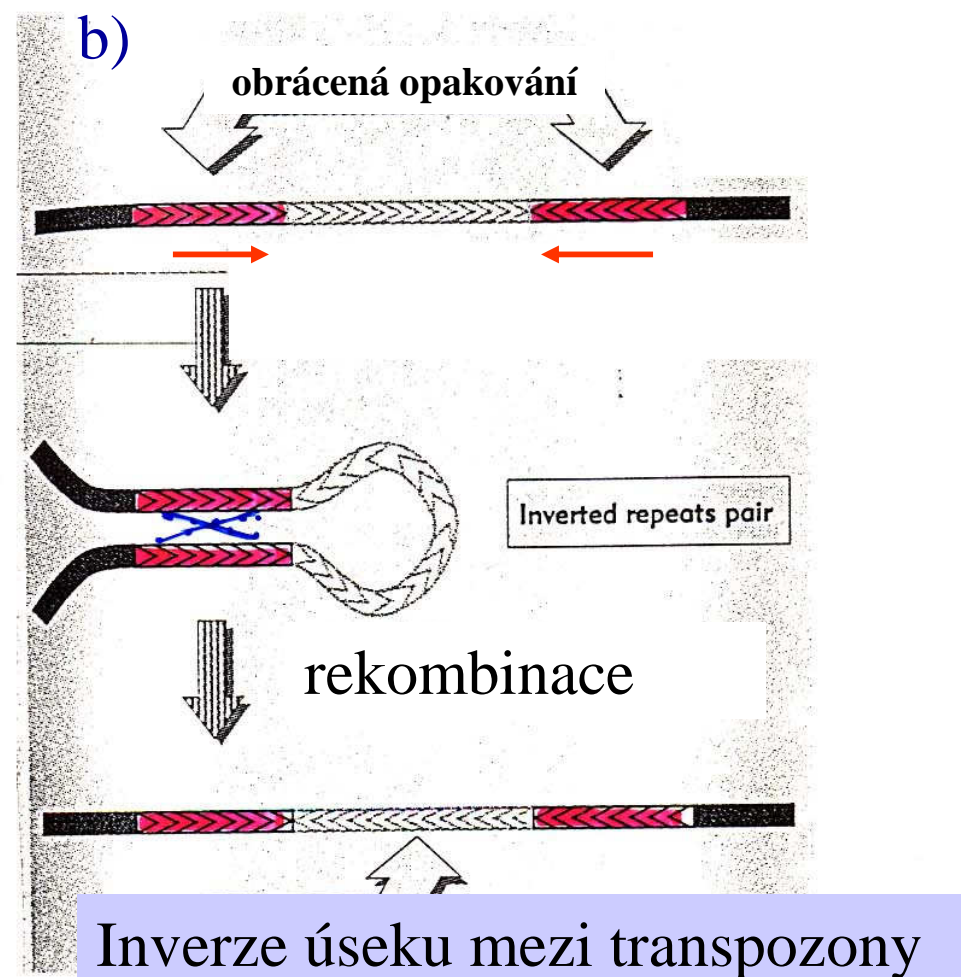 b)
obrácená opakování
Inverted repeats pair
rekombinace
Inverze úseku mezi transpozony